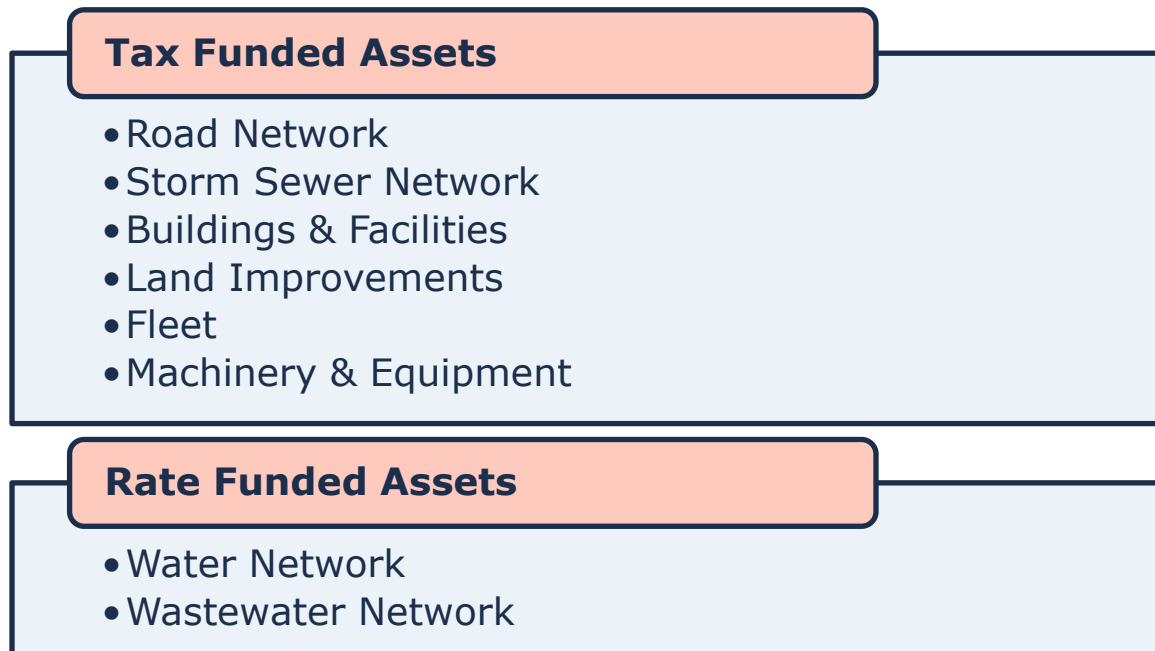 Tax Funded Assets
•Road Network
•Storm Sewer Network
•Buildings & Facilities
•Land Improvements
•Fleet
•Machinery & Equipment
Rate Funded Assets
•Water Network
•Wastewater Network